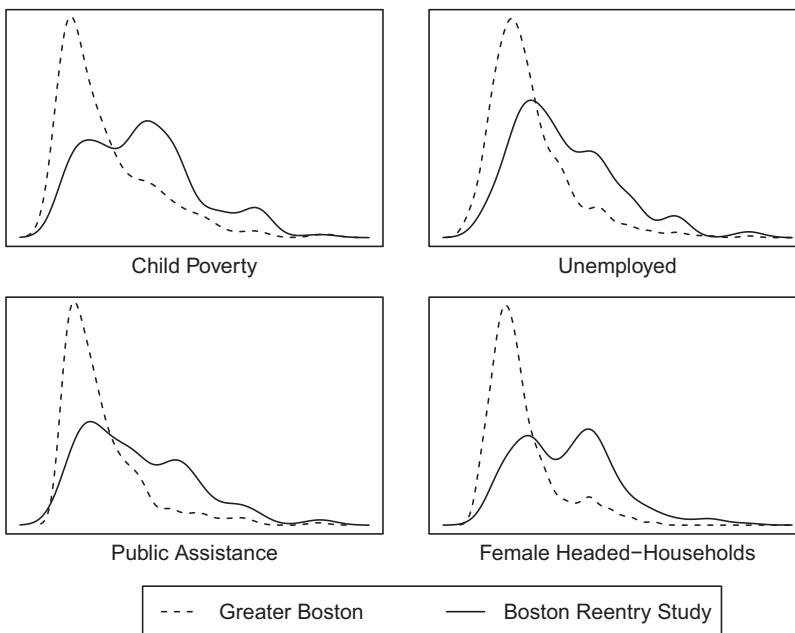 Child Poverty
Unemployed
Public Assistance
Female Headed−Households
Greater Boston
Boston Reentry Study